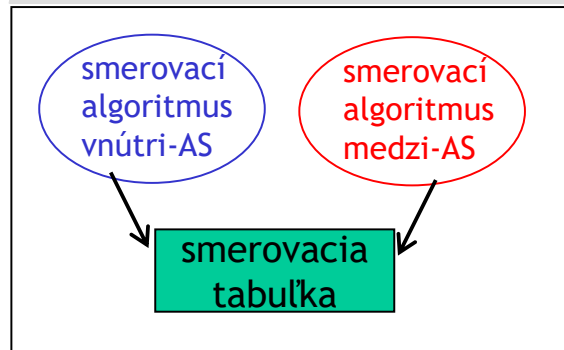 smerovací
algoritmus
vnútri-AS
smerovací
algoritmus
medzi-AS
smerovacia
tabuľka